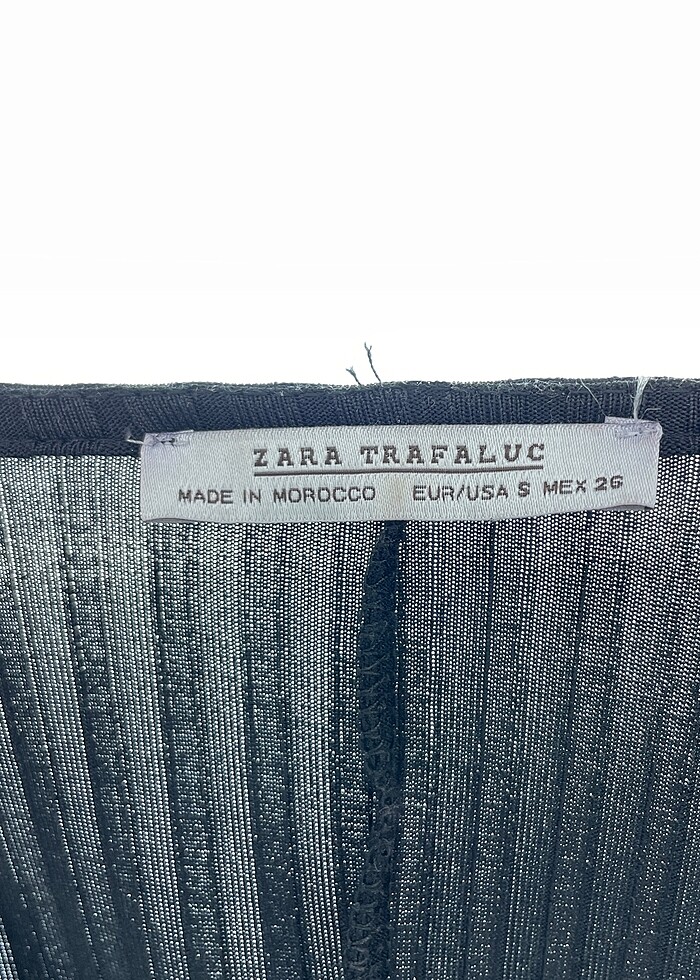 ZARA TRAFALUC
MADE IN MOROCCO EUR/USA S MEX 26